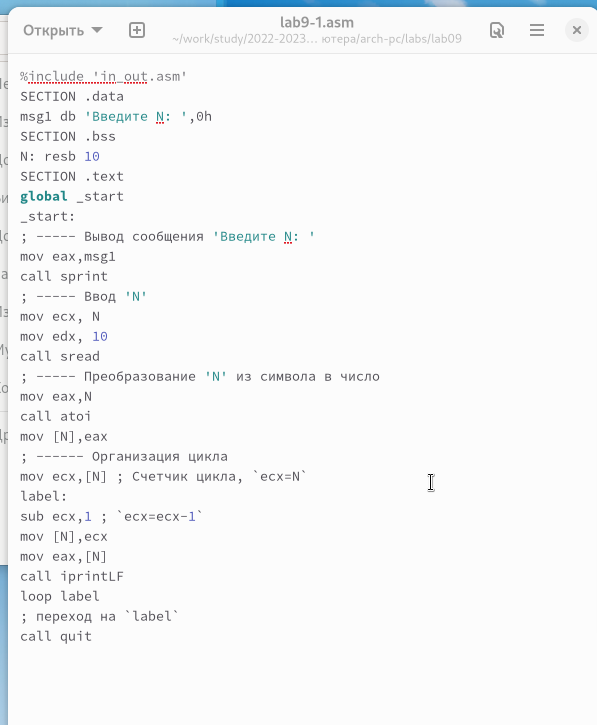 Открыть
lab9-1.asm
~/work/study/2022-2023... ютера/arch-pc/labs/lab09
%include 'in_out.asm'
SECTION .data
msg1 db 'Введите N: ',0h
SECTION .bss
N: resb 10
SECTION .text
global _start
_start:
; ----- Вывод сообщения 'Введите N: '
mov eax,msg1
call sprint
; ----- Ввод 'N'
mov ecx, N
mov edx, 10
call sread
; ----- Преобразование 'N' из символа в число
mov eax,N
call atoi
mov [N],eax
; ------ Организация цикла
mov ecx,[N] ; Счетчик цикла, `ecx=N`
label:
sub ecx,1 ; `ecx=ecx-1`
mov [N],ecx
mov eax,[N]
call iprintLF
loop label
; переход на `label`
call quit